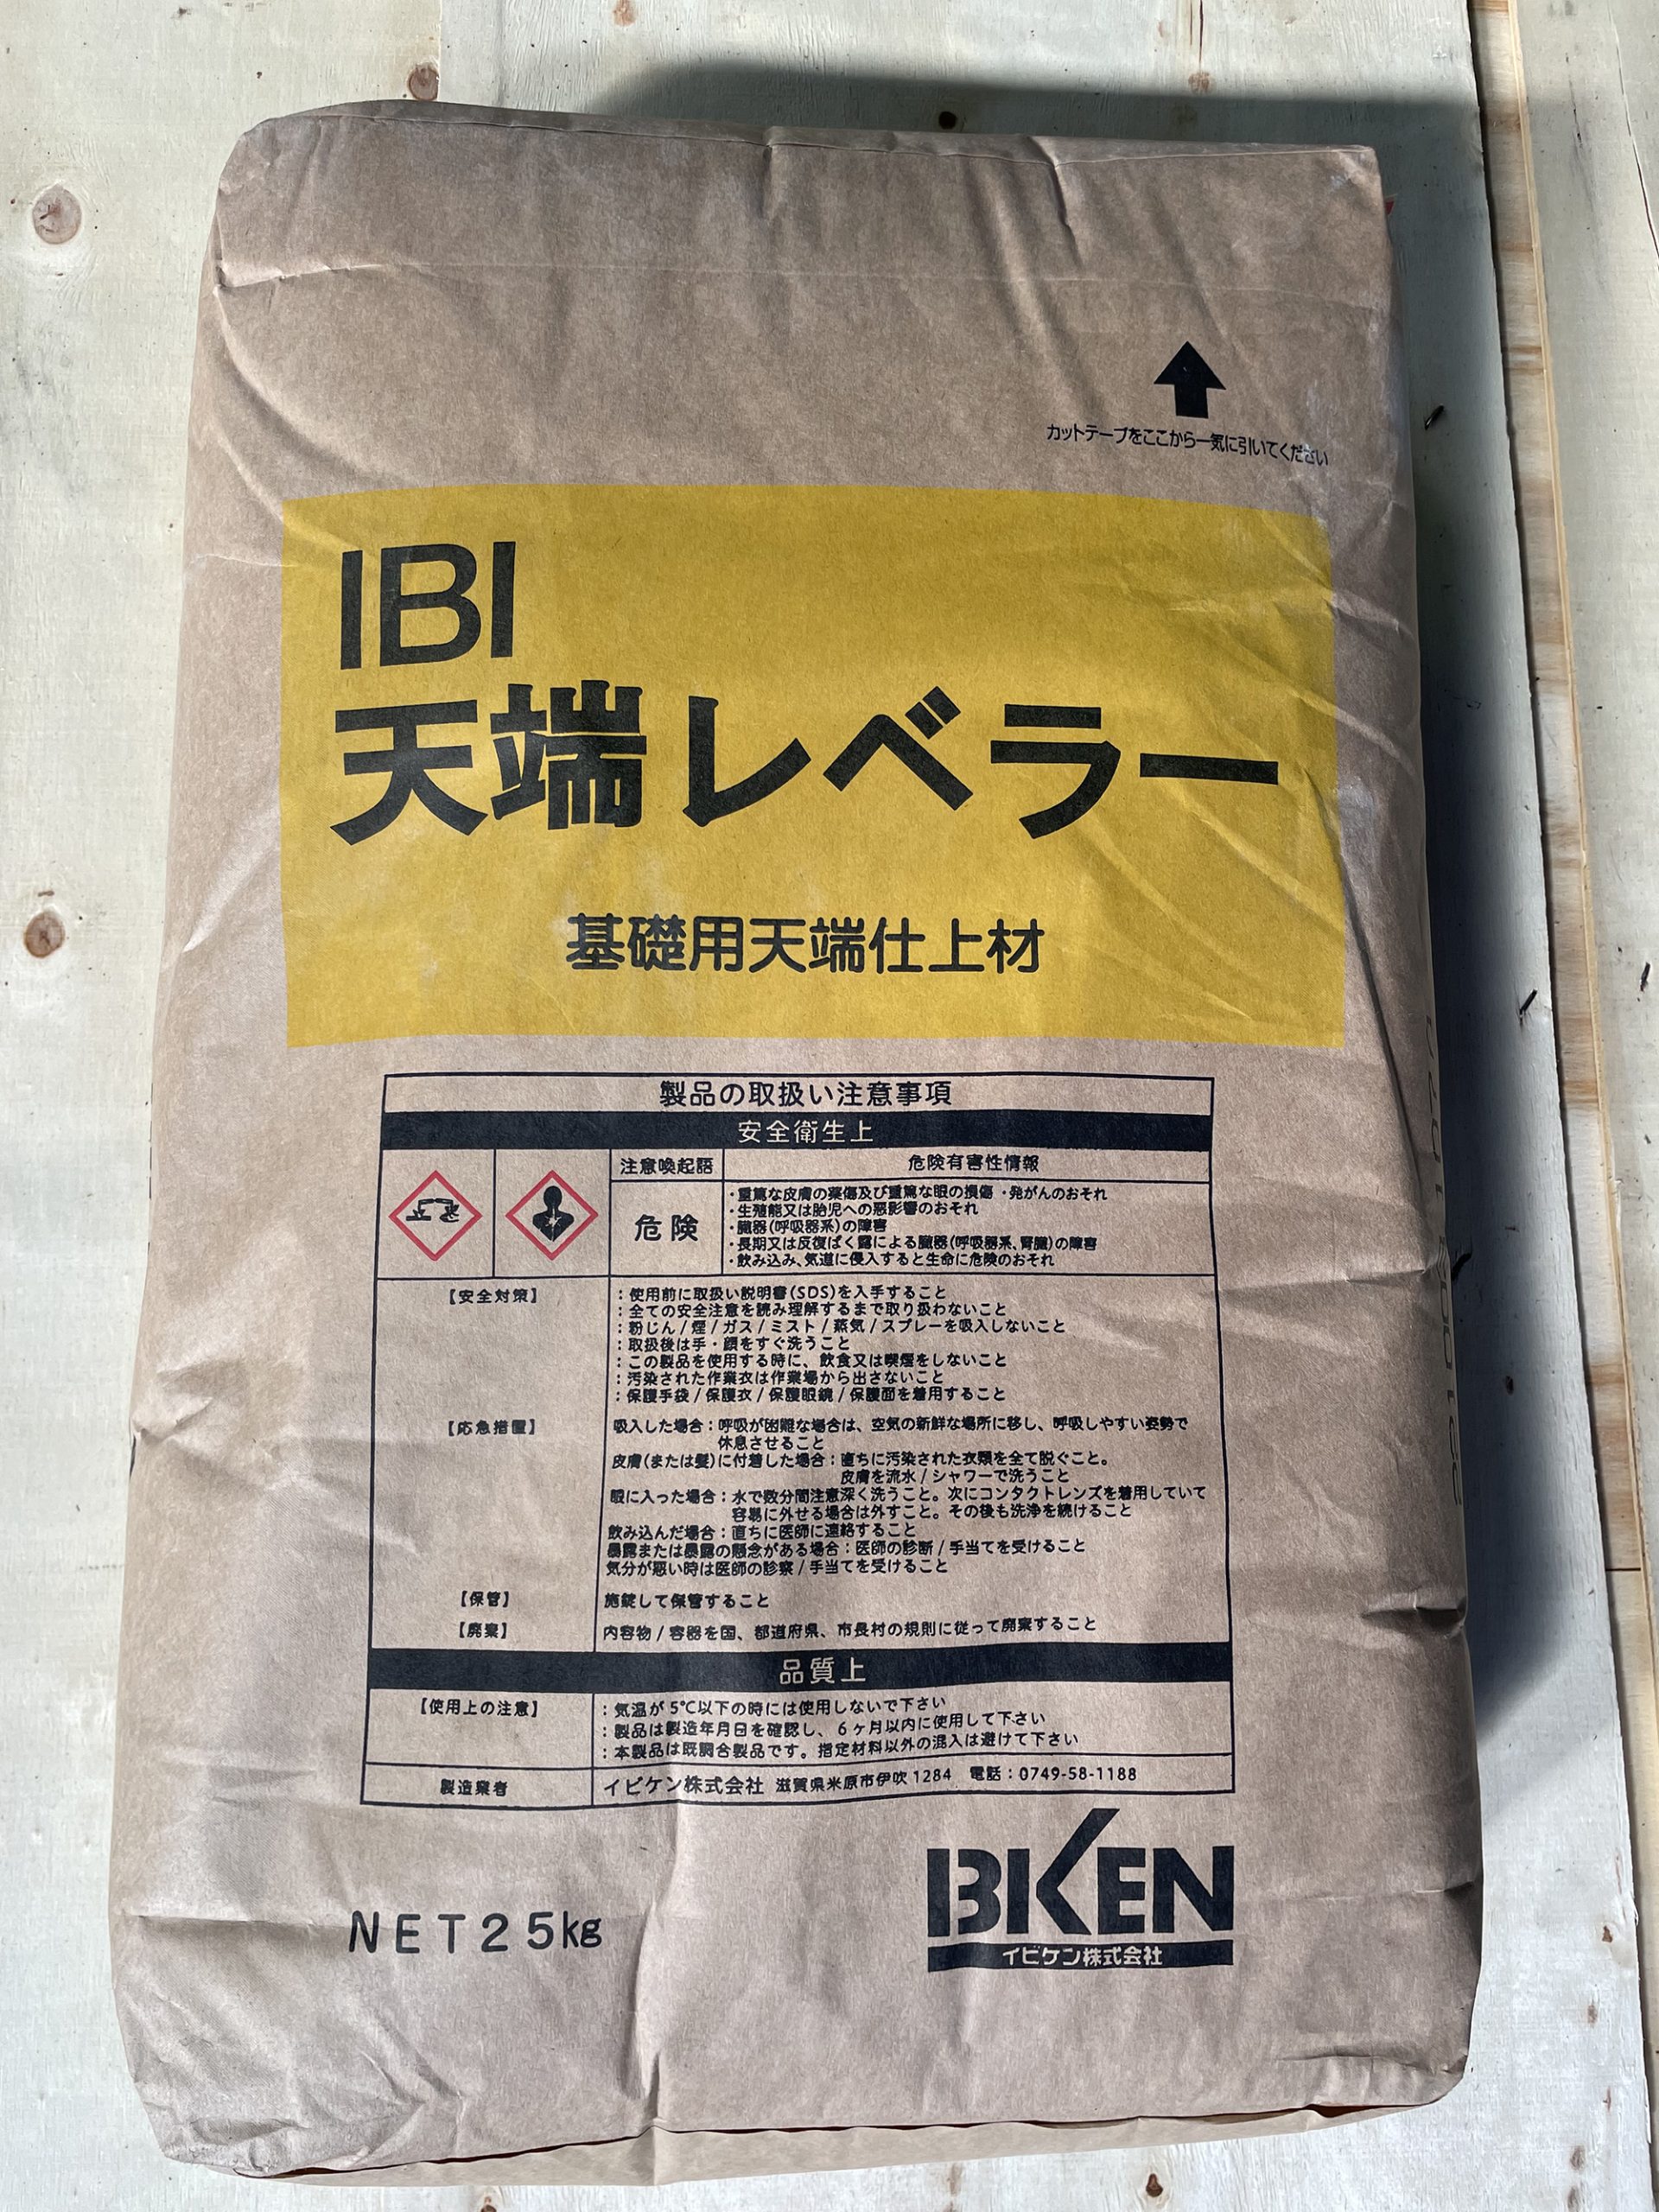 カットテープをここから一気に引いてください
IBI
天端レベラー
基礎用天端仕上材
製品の取扱い注意事項
安全衛生上
注意喚起語
危険有害性情報
危険
・重篤な皮膚の薬傷及び重篤な眼の損傷 ・発がんのおそれ
・生殖能又は胎児への悪影響のおそれ
・臓器(呼吸器系)の障害
・長期又は反復ばく露による臓器(呼吸器系、腎臓)の障害
・飲み込み、気道に侵入すると生命に危険のおそれ
【安全対策】
：使用前に取扱い説明書(SDS)を入手すること
：全ての安全注意を読み理解するまで取り扱わないこと
：粉じん/煙/ガス/ミスト/蒸気/スプレーを吸入しないこと
：取扱後は手・顔をすぐ洗うこと
：この製品を使用する時に、飲食又は喫煙をしないこと
：汚染された作業衣は作業場から出さないこと
：保護手袋/保護衣/保護眼鏡/保護面を着用すること
【応急措置】
吸入した場合：呼吸が困難な場合は、空気の新鮮な場所に移し、呼吸しやすい姿勢で
休息させること
皮膚(または髪)に付着した場合：直ちに汚染された衣類を全て脱ぐこと。
皮膚を流水/シャワーで洗うこと
眼に入った場合：水で数分間注意深く洗うこと。次にコンタクトレンズを着用していて
容易に外せる場合は外すこと。その後も洗浄を続けること
飲み込んだ場合：直ちに医師に連絡すること
暴露または暴露の懸念がある場合：医師の診断/手当てを受けること
気分が悪い時は医師の診察/手当てを受けること
【保管】
施錠して保管すること
【廃棄】
内容物/容器を国、都道府県、市長村の規則に従って廃棄すること
品質上
【使用上の注意】
：気温が5℃以下の時には使用しないで下さい
：製品は製造年月日を確認し、6ヶ月以内に使用して下さい
：本製品は既調合製品です。指定材料以外の混入は避けて下さい
製造業者
イビケン株式会社 滋賀県米原市伊吹1284 電話：0749-58-1188
NET25kg
IBIKEN
イビケン株式会社